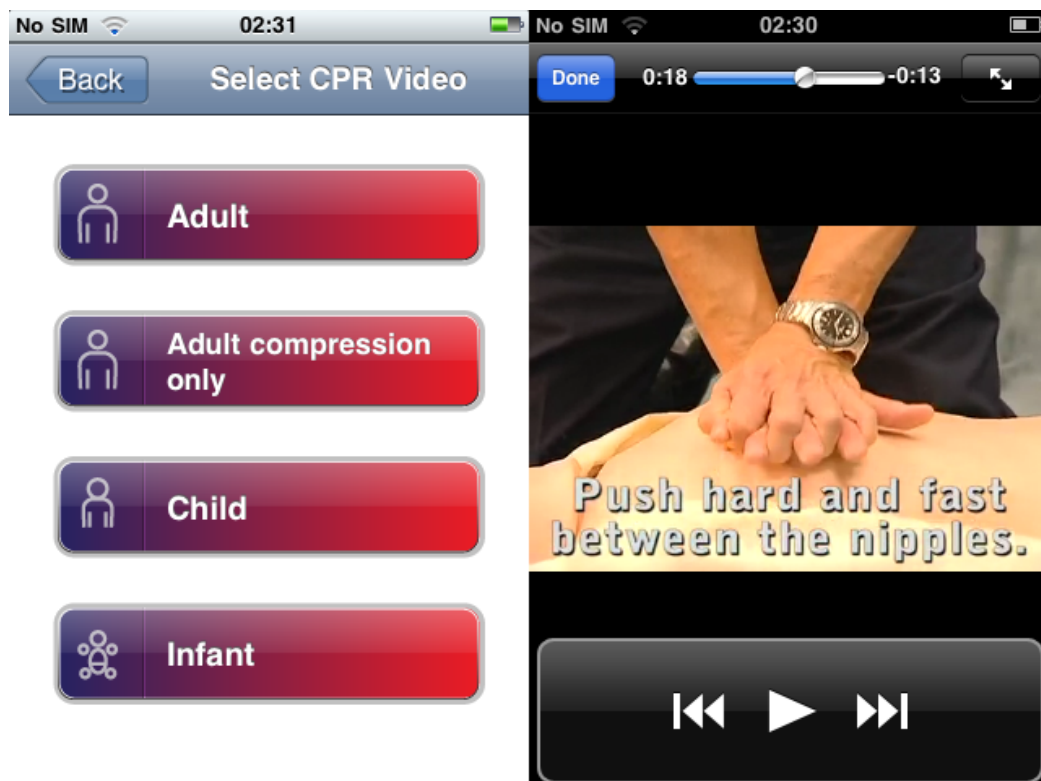 No SIM 02:31
Back Select CPR Video
Adult
Adult compression
only
Child
Infant
No SIM 02:30
Done 0:18 -0:13
Push hard and fast
between the nipples.